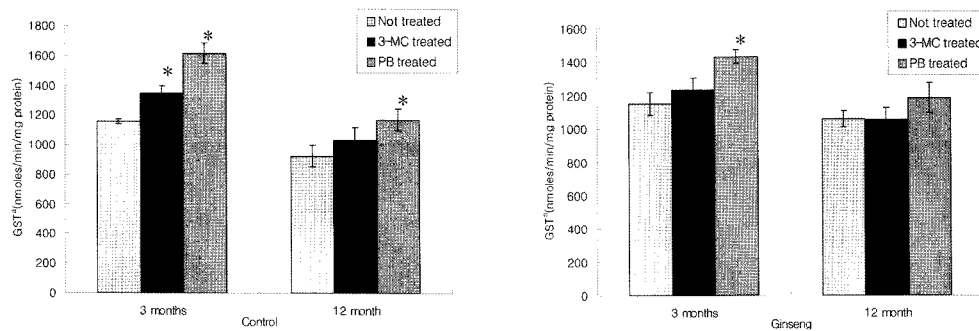 1800
1600
1400
1200
1000
800
600
400
200
0
GSTª(nmoles/min/mg protein)
Not treated
3-MC treated
PB treated
*
*
*
3 months
12 month
Control
1600
1400
1200
1000
800
600
400
200
0
GSTª(nmoles/min/mg protein)
Not treated
3-MC treated
PB treated
*
3 months
12 month
Ginseng